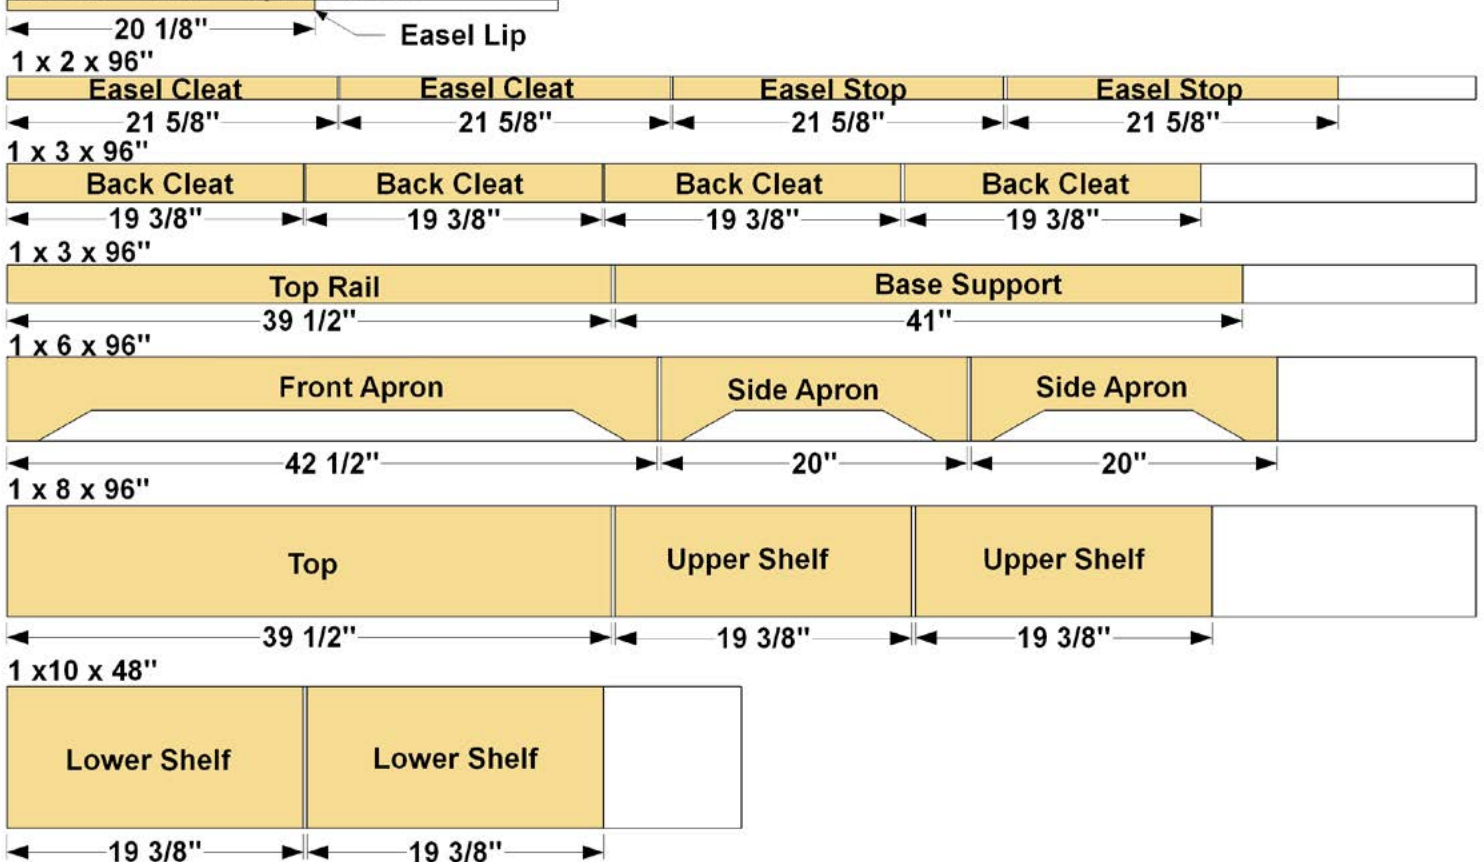 20 1/8"
Easel Lip
1 x 2 x 96"
Easel Cleat Easel Cleat Easel Stop Easel Stop
21 5/8" 21 5/8" 21 5/8" 21 5/8"
1 x 3 x 96"
Back Cleat Back Cleat Back Cleat Back Cleat
19 3/8" 19 3/8" 19 3/8" 19 3/8"
1 x 3 x 96"
Top Rail Base Support
39 1/2" 41"
1 x 6 x 96"
Front Apron Side Apron Side Apron
42 1/2" 20" 20"
1 x 8 x 96"
Top Upper Shelf Upper Shelf
39 1/2" 19 3/8" 19 3/8"
1 x10 x 48"
Lower Shelf Lower Shelf
19 3/8" 19 3/8"